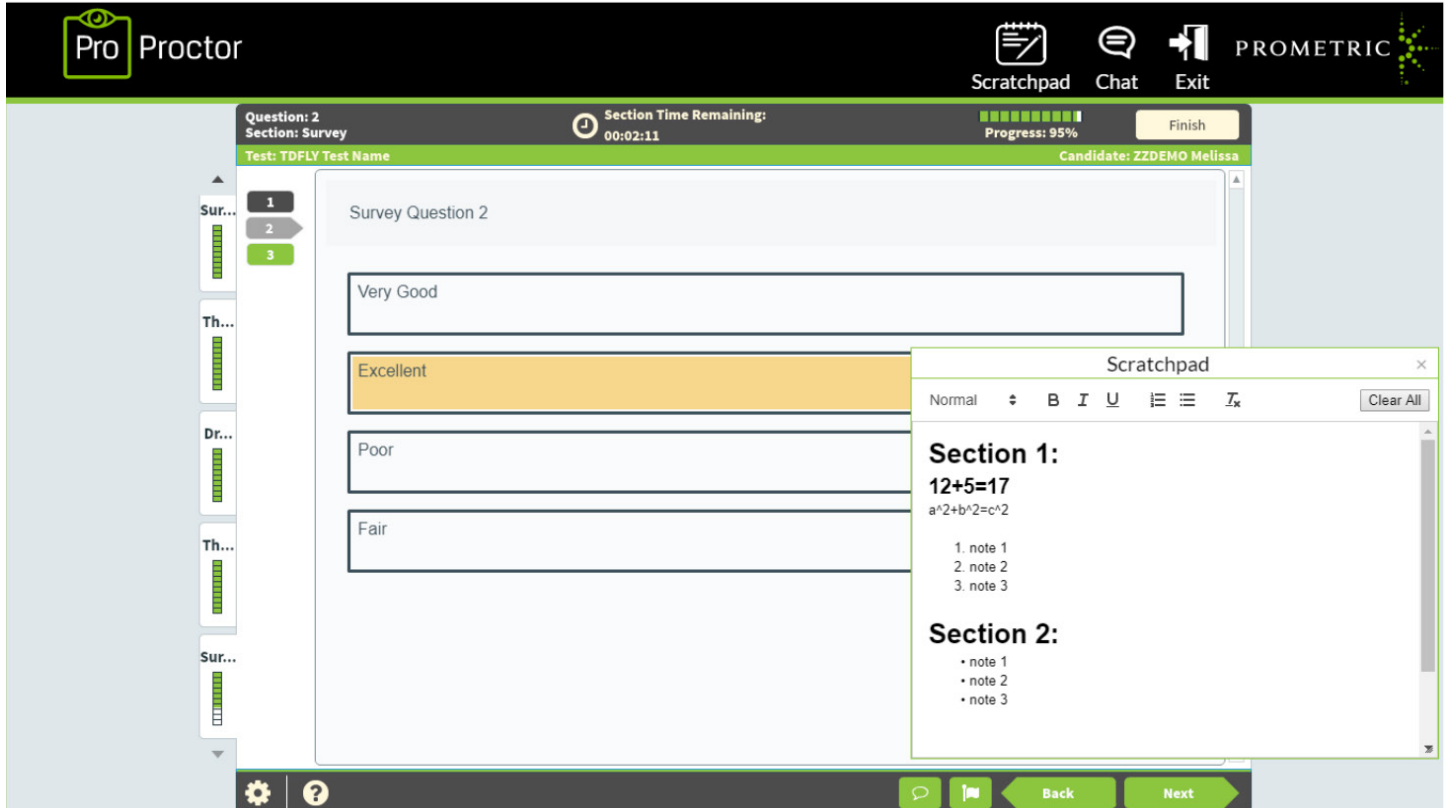 Pro Proctor
Scratchpad Chat Exit
PROMETRIC
Question: 2
Section: Survey
Section Time Remaining:
00:02:11
Progress: 95%
Finish
Test: TDFLY Test Name
Candidate: ZZDEMO Melissa
Sur...
Th...
Dr...
Th...
Sur...
1
2
3
Survey Question 2
Very Good
Excellent
Poor
Fair
Scratchpad ×
Normal B I U Tx Clear All
Section 1:
12+5=17
a^2+b^2=c^2
1. note 1
2. note 2
3. note 3
Section 2:
• note 1
• note 2
• note 3
?
Back
Next